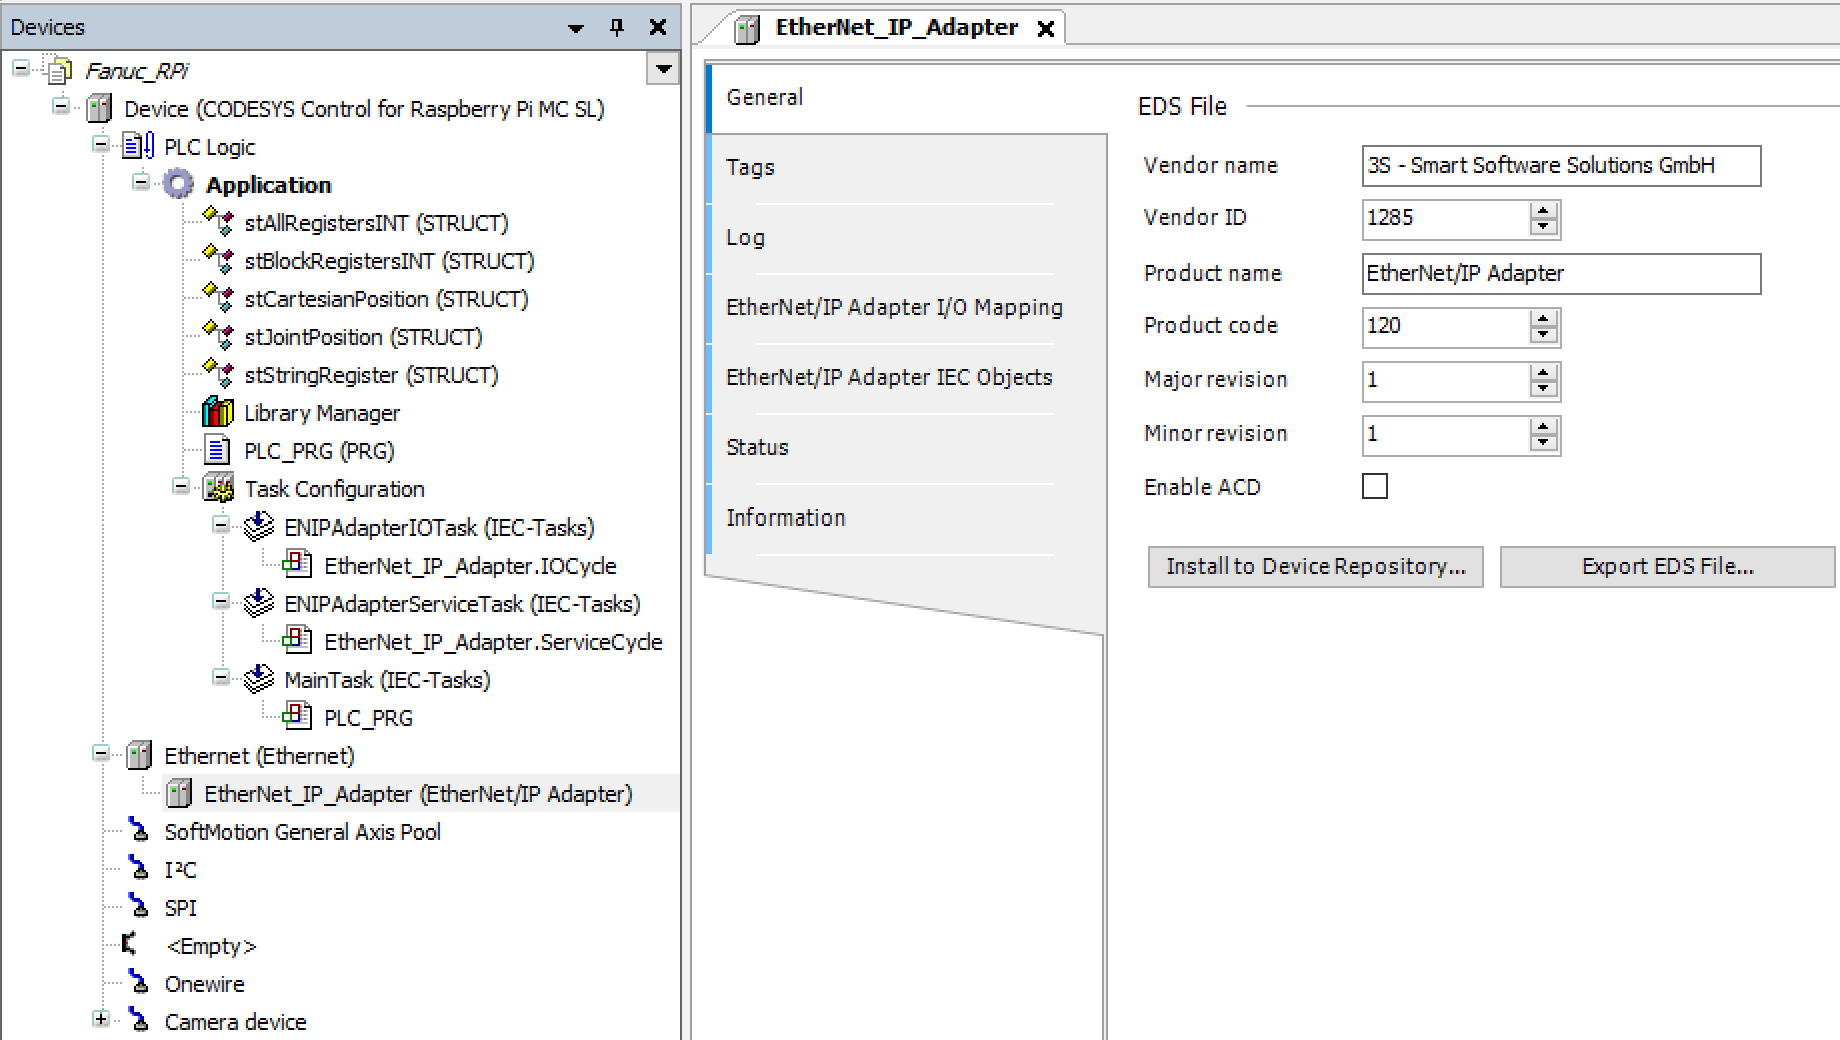 Devices
Fanuc_RPi
Device (CODESYS Control for Raspberry Pi MC SL)
PLC Logic
Application
stAllRegistersINT (STRUCT)
stBlockRegistersINT (STRUCT)
stCartesianPosition (STRUCT)
stJointPosition (STRUCT)
stStringRegister (STRUCT)
Library Manager
PLC_PRG (PRG)
Task Configuration
ENIPAdapterIOTask (IEC-Tasks)
EtherNet_IP_Adapter.IOCycle
ENIPAdapterServiceTask (IEC-Tasks)
EtherNet_IP_Adapter.ServiceCycle
MainTask (IEC-Tasks)
PLC_PRG
Ethernet (Ethernet)
EtherNet_IP_Adapter (EtherNet/IP Adapter)
SoftMotion General Axis Pool
I²C
SPI
<Empty>
Onewire
Camera device
EtherNet_IP_Adapter
General
Tags
Log
EtherNet/IP Adapter I/O Mapping
EtherNet/IP Adapter IEC Objects
Status
Information
EDS File
Vendor name 3S - Smart Software Solutions GmbH
Vendor ID 1285
Product name EtherNet/IP Adapter
Product code 120
Major revision 1
Minor revision 1
Enable ACD
Install to Device Repository... Export EDS File...